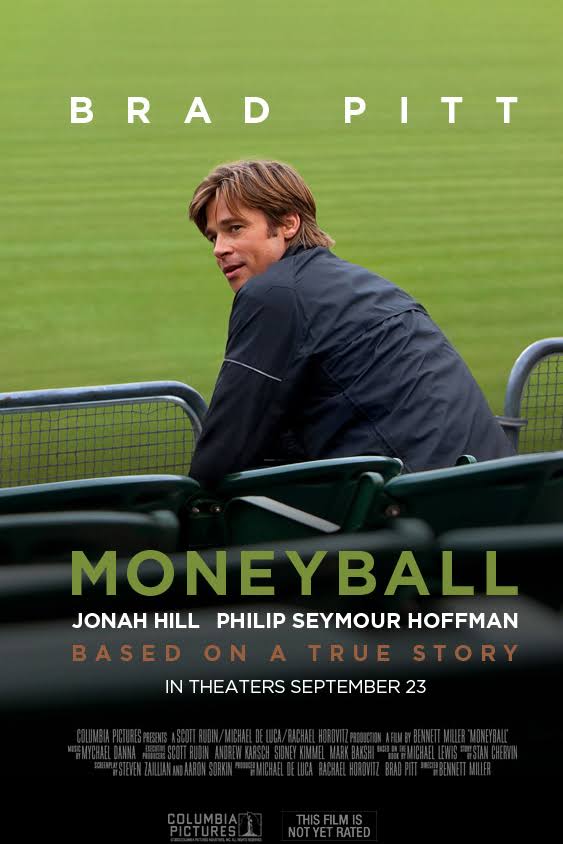 BRAD PITT
MONEYBALL
JONAH HILL PHILIP SEYMOUR HOFFMAN
BASED ON A TRUE STORY
IN THEATERS SEPTEMBER 23
COLUMBIA PICTURES PRESENTS A SCOTT RUDIN/MICHAEL DE LUCA/RACHAEL HOROVITZ PRODUCTION A FILM BY BENNETT MILLER "MONEYBALL"
MUSIC BY MYCHAEL DANNA EXECUTIVE PRODUCERS SCOTT RUDIN ANDREW KARSCH SIDNEY KIMMEL MARK BAKSHI BASED ON THE BOOK BY MICHAEL LEWIS STORY BY STAN CHERVIN
SCREENPLAY BY STEVEN ZAILLIAN AND AARON SORKIN PRODUCED BY MICHAEL DE LUCA RACHAEL HOROVITZ BRAD PITT DIRECTED BY BENNETT MILLER
COLUMBIA
PICTURES
THIS FILM IS
NOT YET RATED